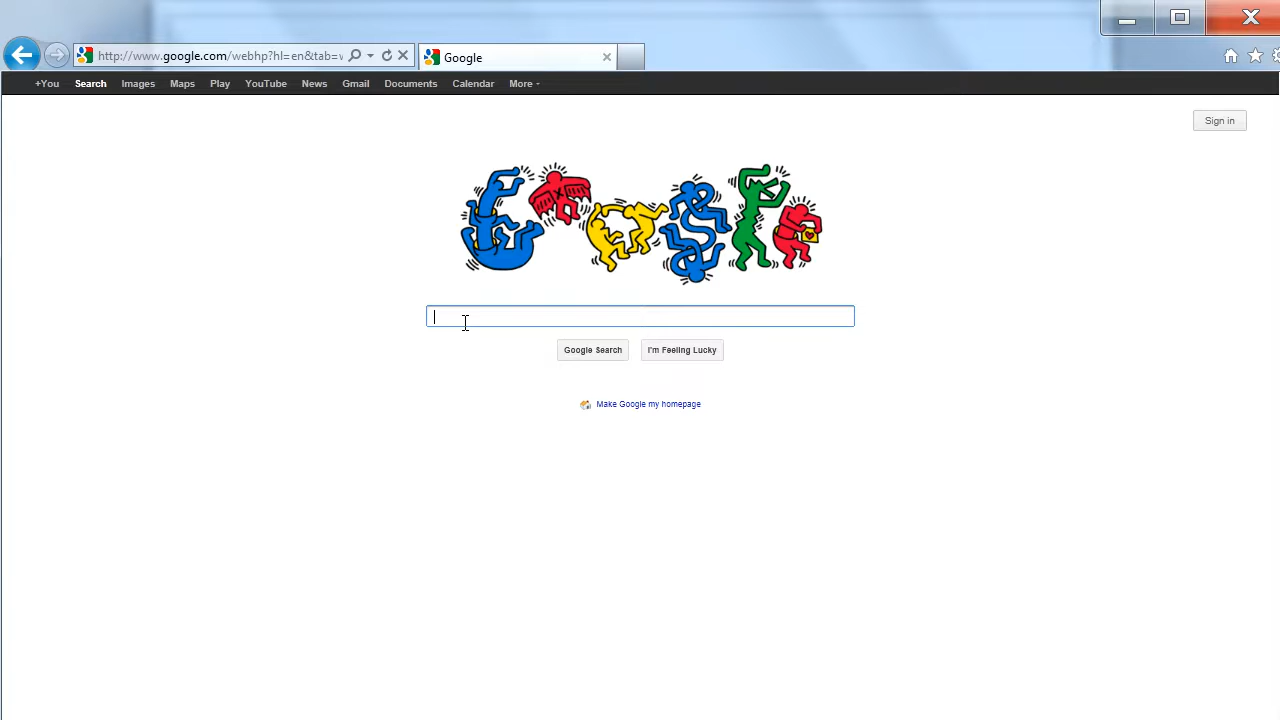 http://www.google.com/webhp?hl=en&tab=v
Google
+You Search Images Maps Play YouTube News Gmail Documents Calendar More
Sign in
Google Search I'm Feeling Lucky
Make Google my homepage